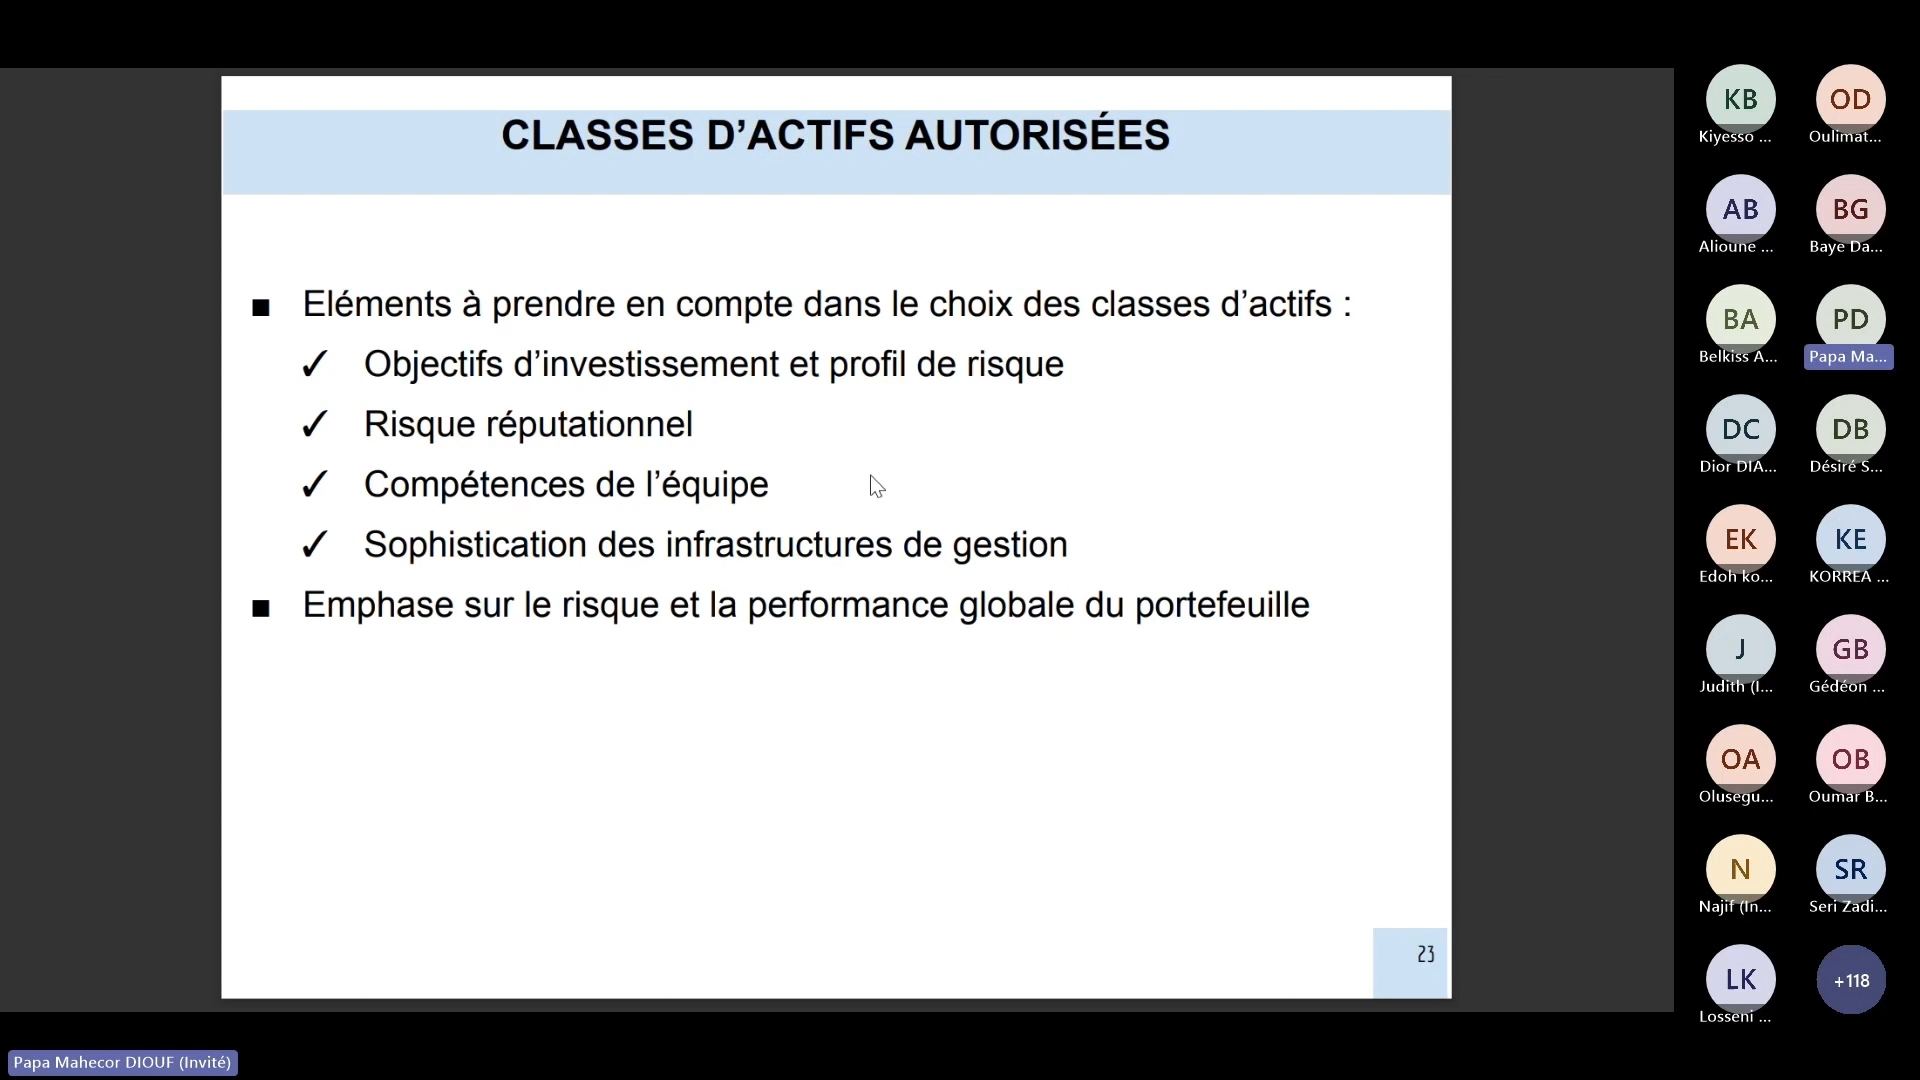 CLASSES D’ACTIFS AUTORISÉES
■ Eléments à prendre en compte dans le choix des classes d’actifs :
✓ Objectifs d’investissement et profil de risque
✓ Risque réputationnel
✓ Compétences de l’équipe
✓ Sophistication des infrastructures de gestion
■ Emphase sur le risque et la performance globale du portefeuille
23
KB
Kiyesso ...
OD
Oulimat...
AB
Alioune ...
BG
Baye Da...
BA
Belkiss A...
PD
Papa Ma...
DC
Dior DIA...
DB
Désiré S...
EK
Edoh ko...
KE
KORREA ...
J
Judith (I...
GB
Gédéon ...
OA
Olusegu...
OB
Oumar B...
N
Najif (In...
SR
Seri Zadi...
LK
Losseni ...
+118
Papa Mahecor DIOUF (Invité)